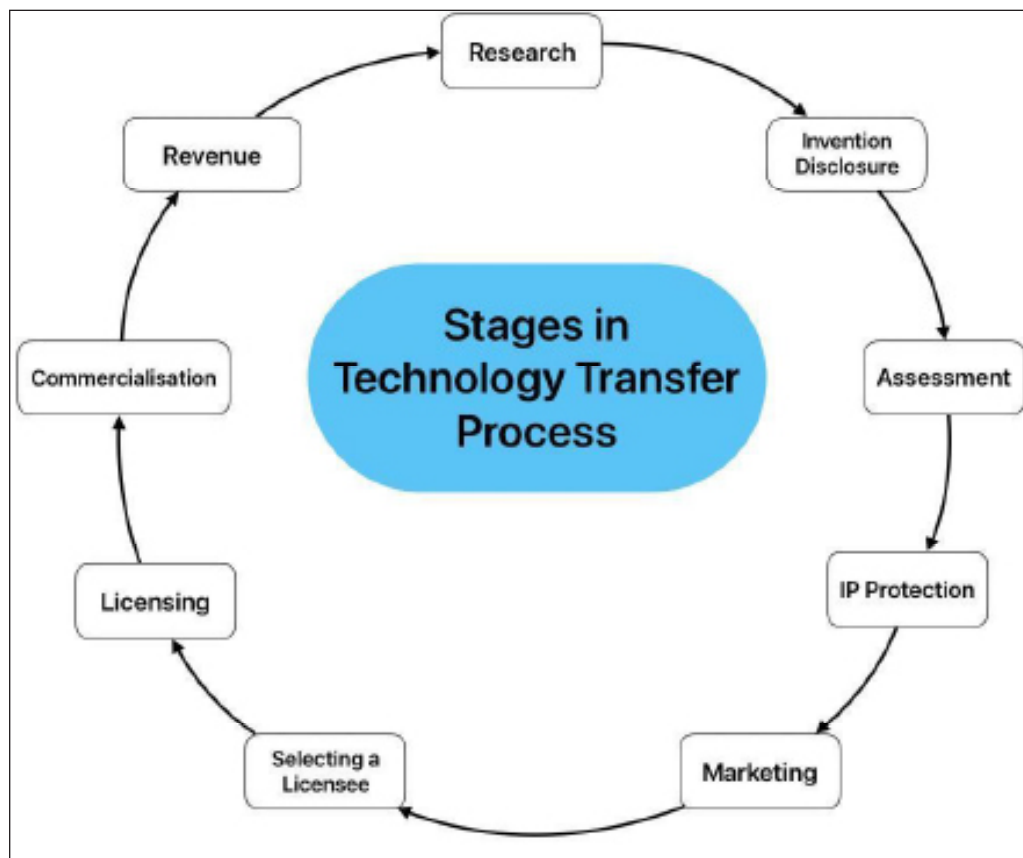 Stages in
Technology Transfer
Process
Research
Invention
Disclosure
Assessment
IP Protection
Marketing
Selecting a
Licensee
Licensing
Commercialisation
Revenue